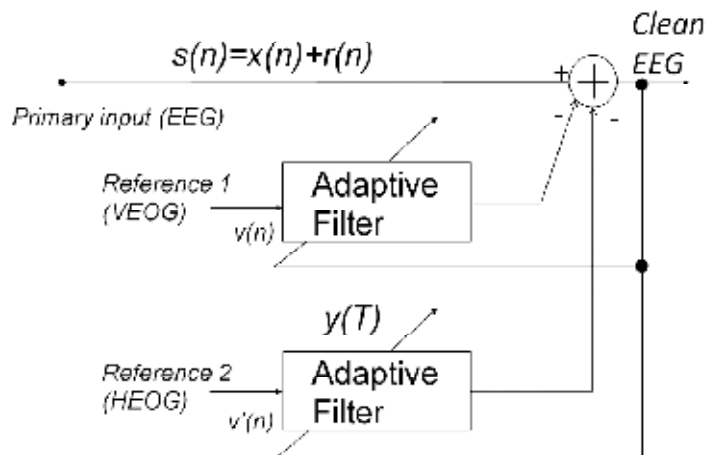 Clean
EEG
s(n)=x(n)+r(n)
+
Primary input (EEG)
-
-
Reference 1
(VEOG)
v(n)
Adaptive
Filter
y(T)
Reference 2
(HEOG)
v'(n)
Adaptive
Filter